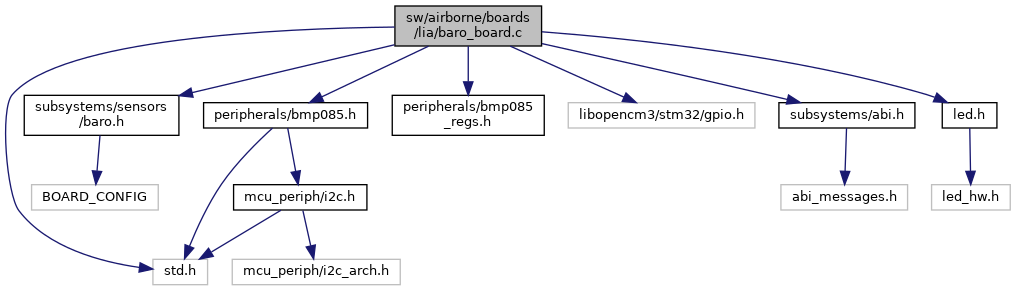 sw/airborne/boards
/lia/baro_board.c
subsystems/sensors
/baro.h
peripherals/bmp085.h
peripherals/bmp085
_regs.h
libopencm3/stm32/gpio.h
subsystems/abi.h
led.h
BOARD_CONFIG
mcu_periph/i2c.h
abi_messages.h
led_hw.h
std.h
mcu_periph/i2c_arch.h